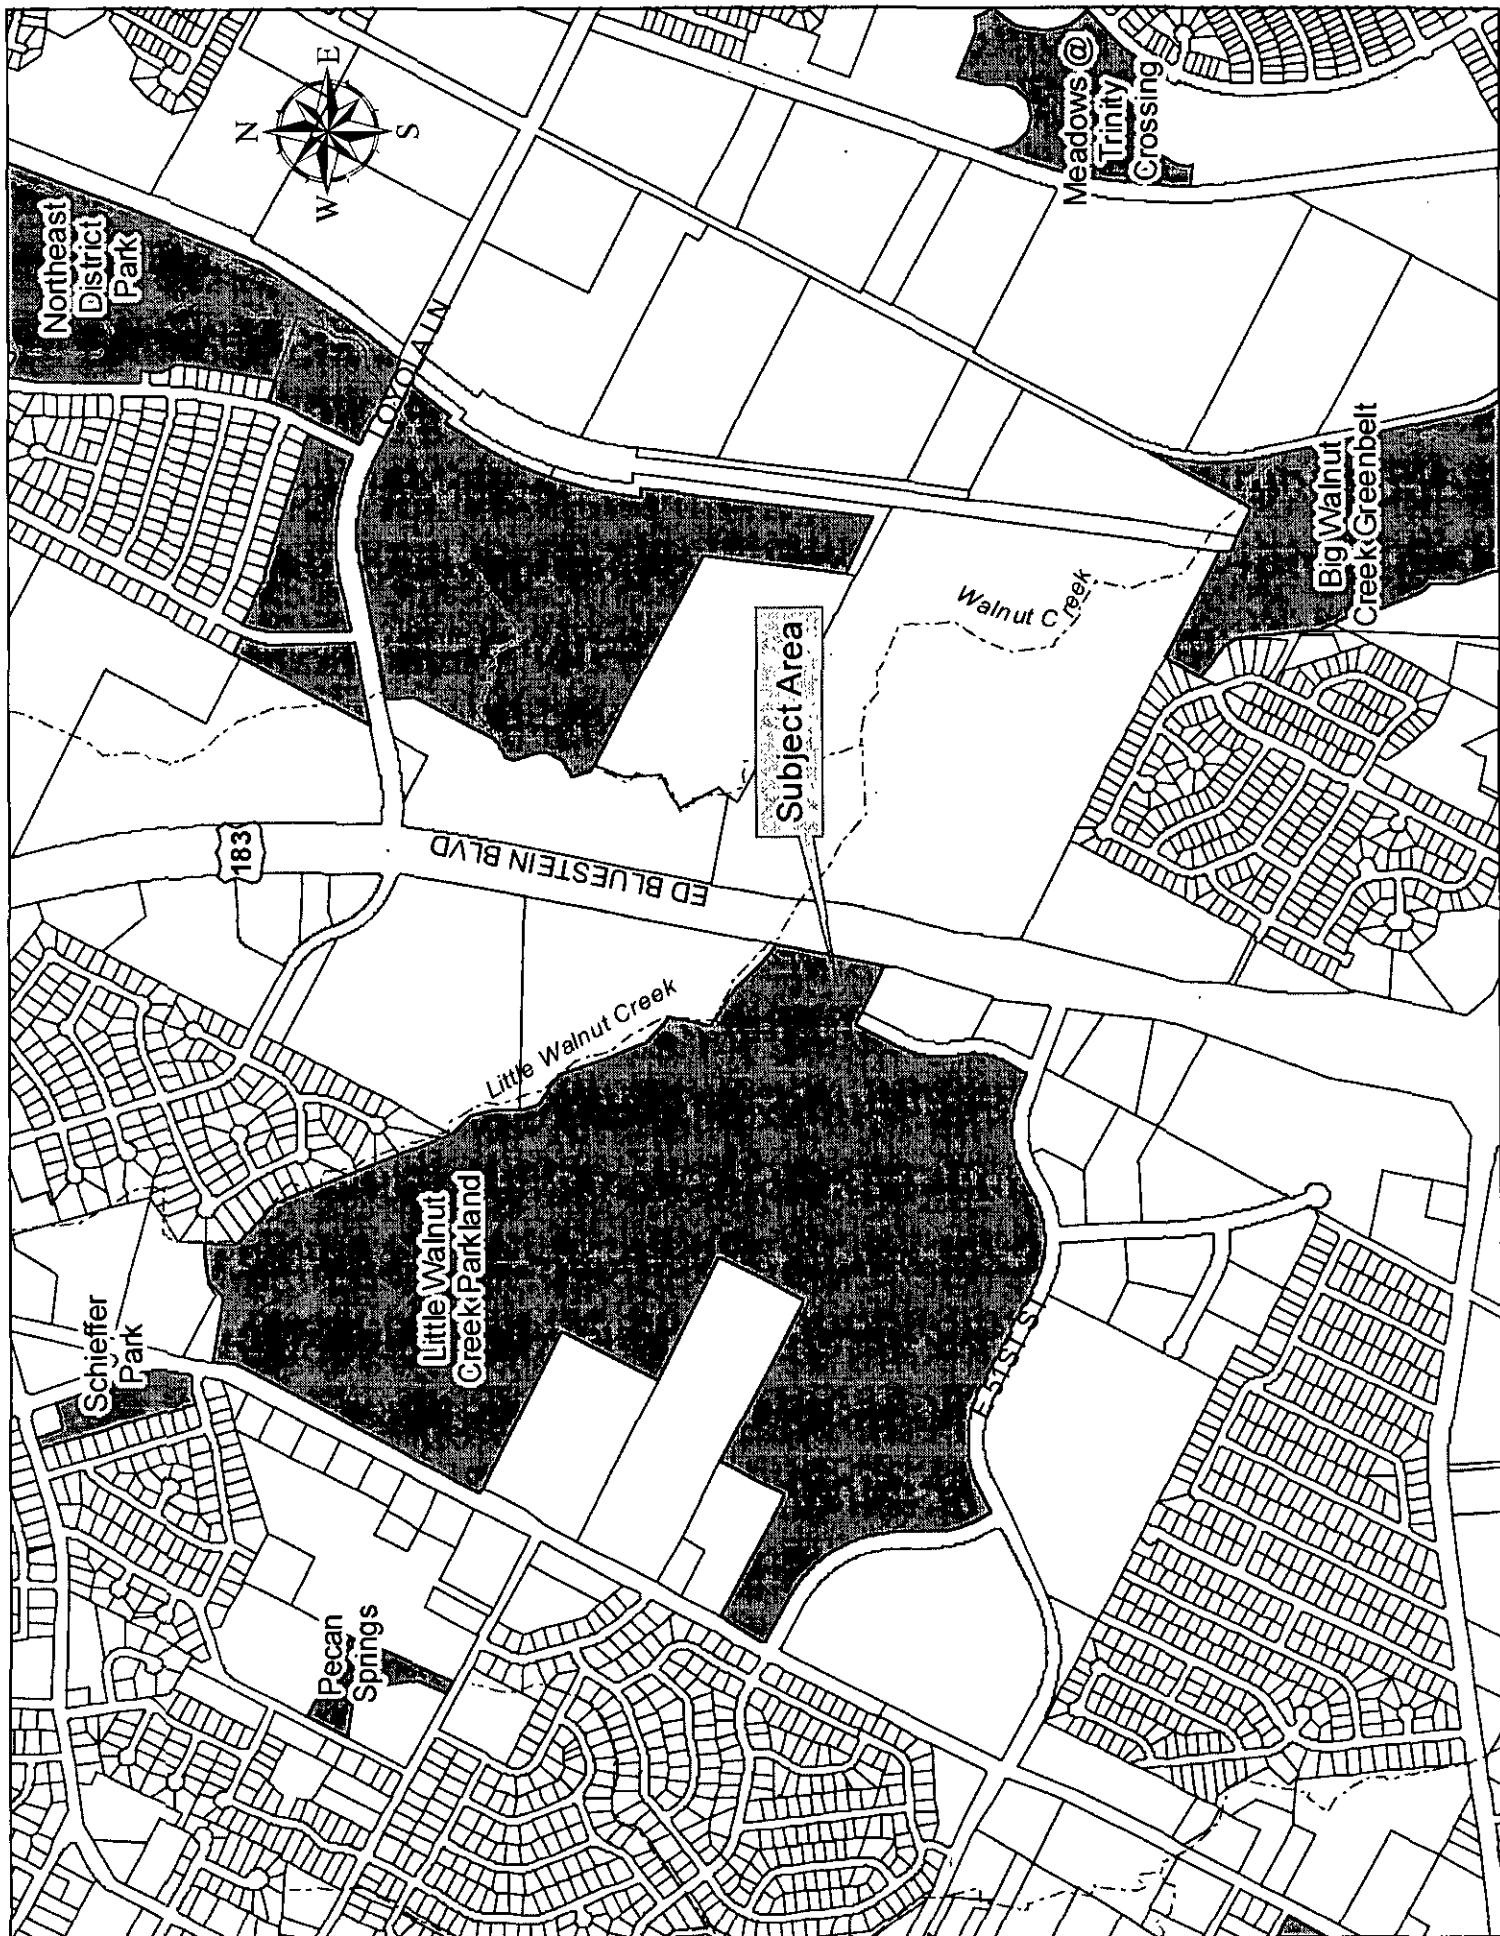 N
E
S
W
Northeast
District
Park
Meadows @
Trinity
Crossing
LOYOLA LN
183
ED BLUESTEIN BLVD
Subject Area
Walnut Creek
Big Walnut
Creek Greenbelt
Little Walnut Creek
Little Walnut
Creek Parkland
Schieffer
Park
Pecan
Springs
E 51ST ST